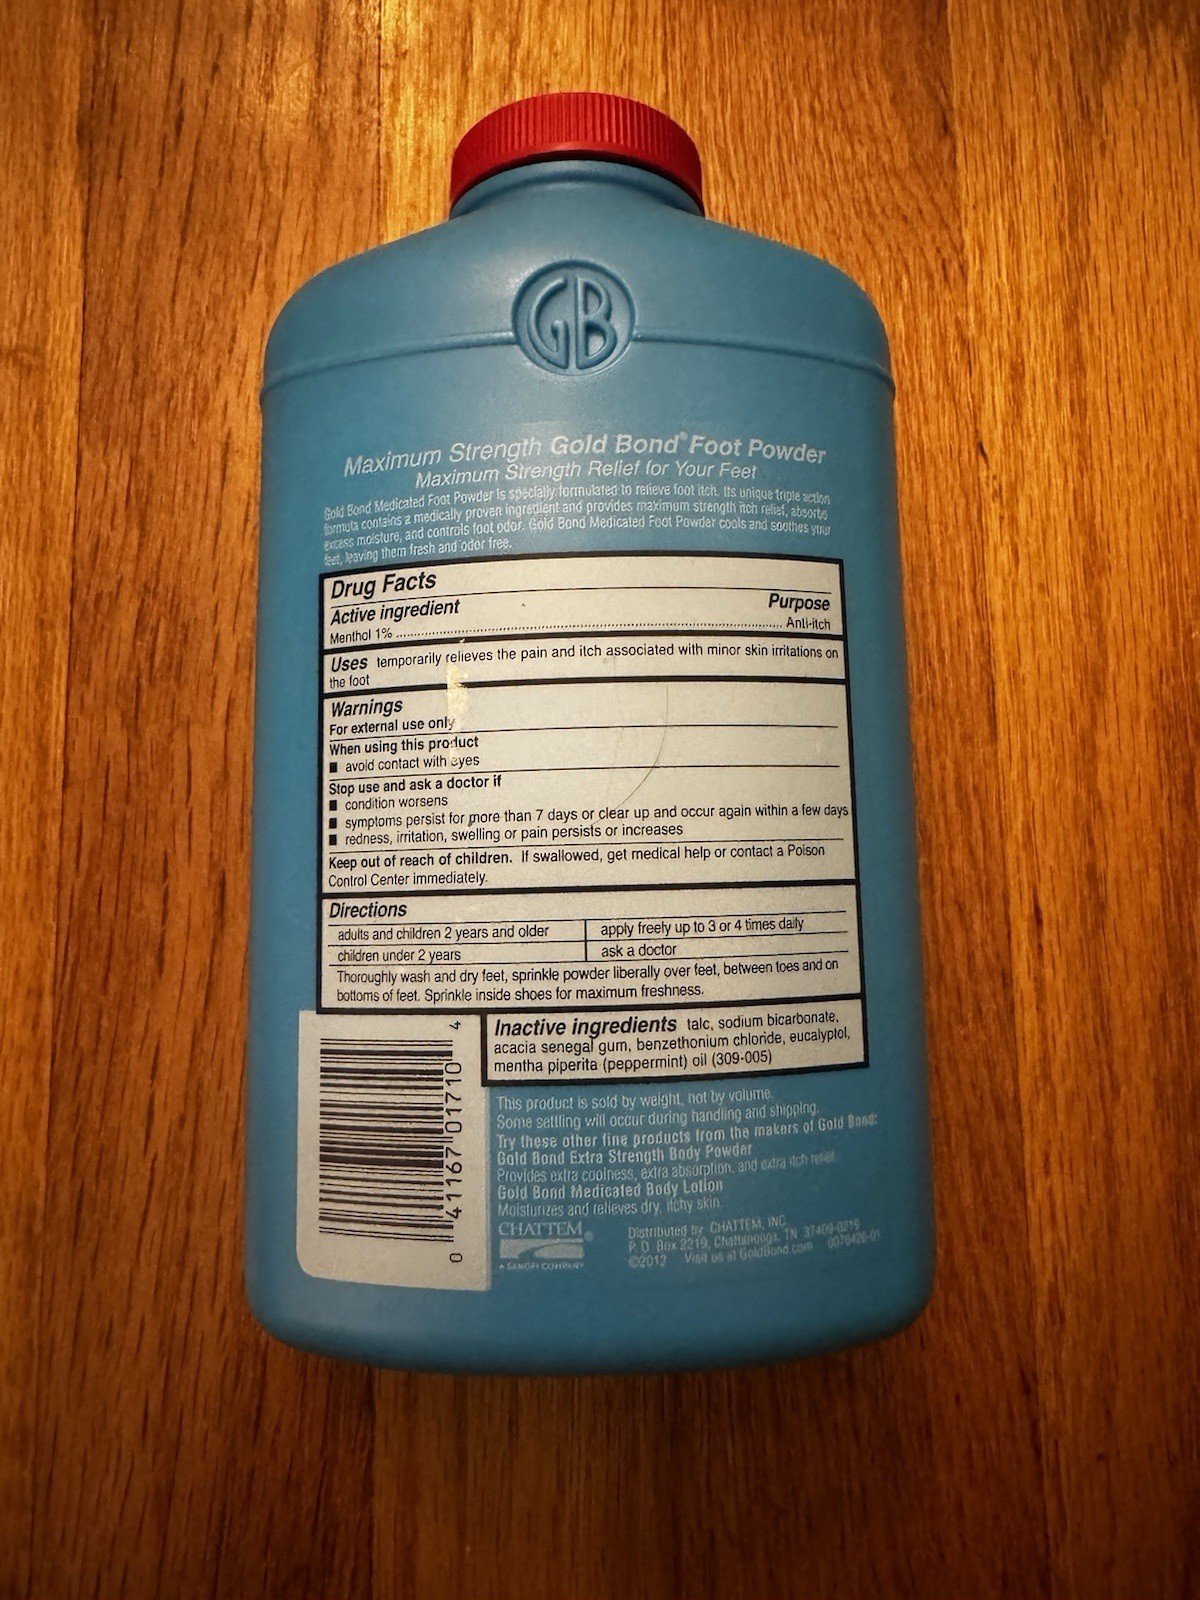 GB
Maximum Strength Gold Bond® Foot Powder
Maximum Strength Relief for Your Feet
Gold Bond Medicated Foot Powder is specially formulated to relieve foot itch. Its unique triple action
formula contains a medically proven ingredient and provides maximum strength itch relief, absorbs
excess moisture, and controls foot odor. Gold Bond Medicated Foot Powder cools and soothes your
feet, leaving them fresh and odor free.
Drug Facts
Active ingredient Purpose
Menthol 1% ........ Anti-itch
Uses temporarily relieves the pain and itch associated with minor skin irritations on
the foot
Warnings
For external use only
When using this product
■ avoid contact with eyes
Stop use and ask a doctor if
■ condition worsens
■ symptoms persist for more than 7 days or clear up and occur again within a few days
■ redness, irritation, swelling or pain persists or increases
Keep out of reach of children. If swallowed, get medical help or contact a Poison
Control Center immediately.
Directions
adults and children 2 years and older apply freely up to 3 or 4 times daily
children under 2 years ask a doctor
Thoroughly wash and dry feet, sprinkle powder liberally over feet, between toes and on
bottoms of feet. Sprinkle inside shoes for maximum freshness.
Inactive ingredients talc, sodium bicarbonate,
acacia senegal gum, benzethonium chloride, eucalyptol,
mentha piperita (peppermint) oil (309-005)
0 41167 01710 4
This product is sold by weight, not by volume.
Some settling will occur during handling and shipping.
Try these other fine products from the makers of Gold Bond:
Gold Bond Extra Strength Body Powder
Provides extra coolness, extra absorption, and extra itch relief.
Gold Bond Medicated Body Lotion
Moisturizes and relieves dry, itchy skin.
CHATTEM®
A SANOFI COMPANY
Distributed by CHATTEM, INC.
P.O. Box 2219, Chattanooga, TN 37409-0219
©2012 Visit us at GoldBond.com 0070420-01